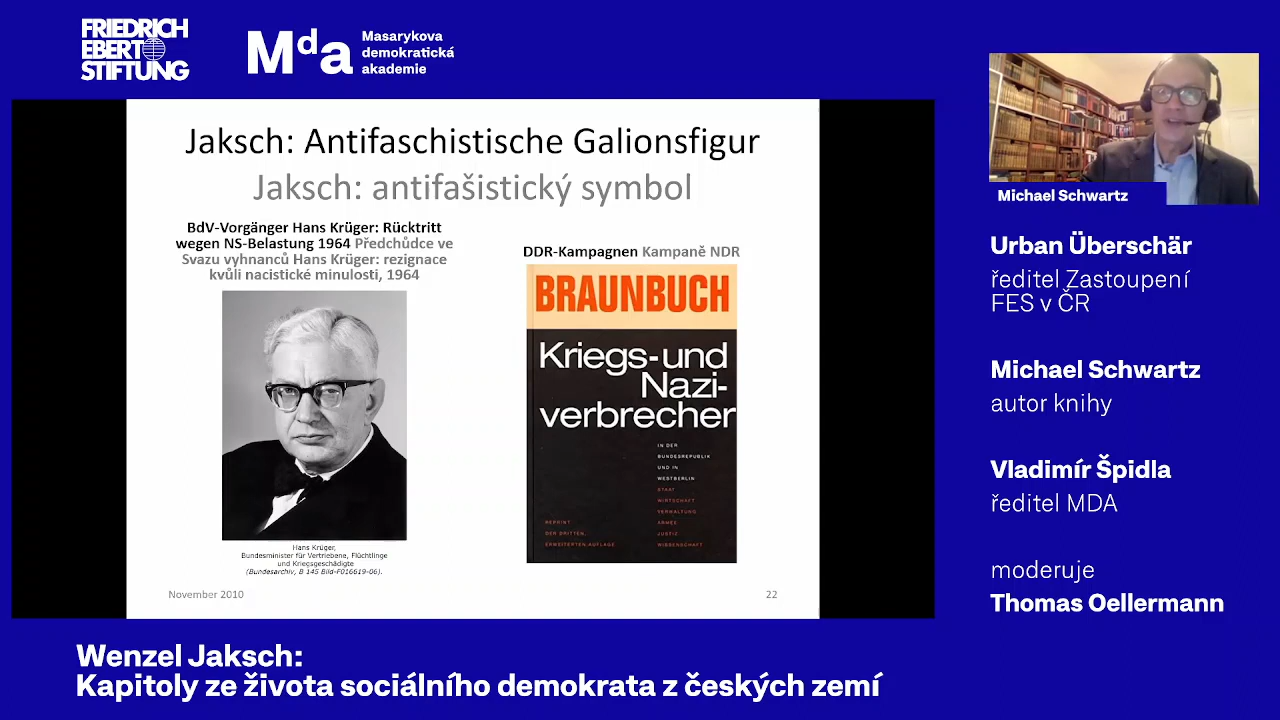 FRIEDRICH
EBERT
STIFTUNG
Mda
Masarykova
demokratická
akademie
Jaksch: Antifaschistische Galionsfigur
Jaksch: antifašistický symbol
BdV-Vorgänger Hans Krüger: Rücktritt
wegen NS-Belastung 1964 Předchůdce ve
Svazu vyhnanců Hans Krüger: rezignace
kvůli nacistické minulosti, 1964
Hans Krüger,
Bundesminister für Vertriebene, Flüchtlinge
und Kriegsgeschädigte
(Bundesarchiv, B 145 Bild-F016619-06).
DDR-Kampagnen Kampaně NDR
BRAUNBUCH
Kriegs-und
Nazi-
verbrecher
IN DER
BUNDESREPUBLIK
UND IN
WESTBERLIN
STAAT
WIRTSCHAFT
VERWALTUNG
ARMEE
JUSTIZ
WISSENSCHAFT
REPRINT
DER DRITTEN,
ERWEITERTEN AUFLAGE
November 2010
22
Michael Schwartz
Urban Überschär
ředitel Zastoupení
FES v ČR
Michael Schwartz
autor knihy
Vladimír Špidla
ředitel MDA
moderuje
Thomas Oellermann
Wenzel Jaksch:
Kapitoly ze života sociálního demokrata z českých zemí